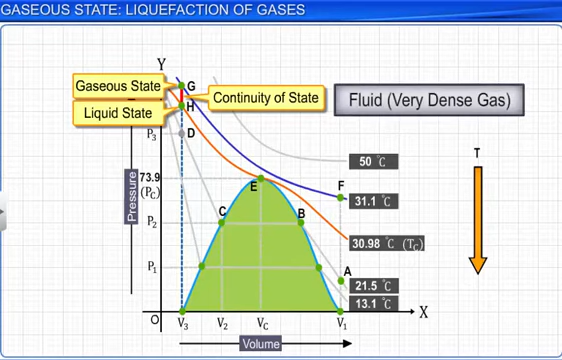 GASEOUS STATE: LIQUEFACTION OF GASES
Y
Gaseous State
G
Continuity of State
Fluid (Very Dense Gas)
H
Liquid State
P3
D
T
50 °C
73.9
(PC)
E
F
31.1 °C
Pressure
C
B
P2
30.98 °C (TC)
P1
A
21.5 °C
13.1 °C
O
V3
V2
VC
V1
X
Volume